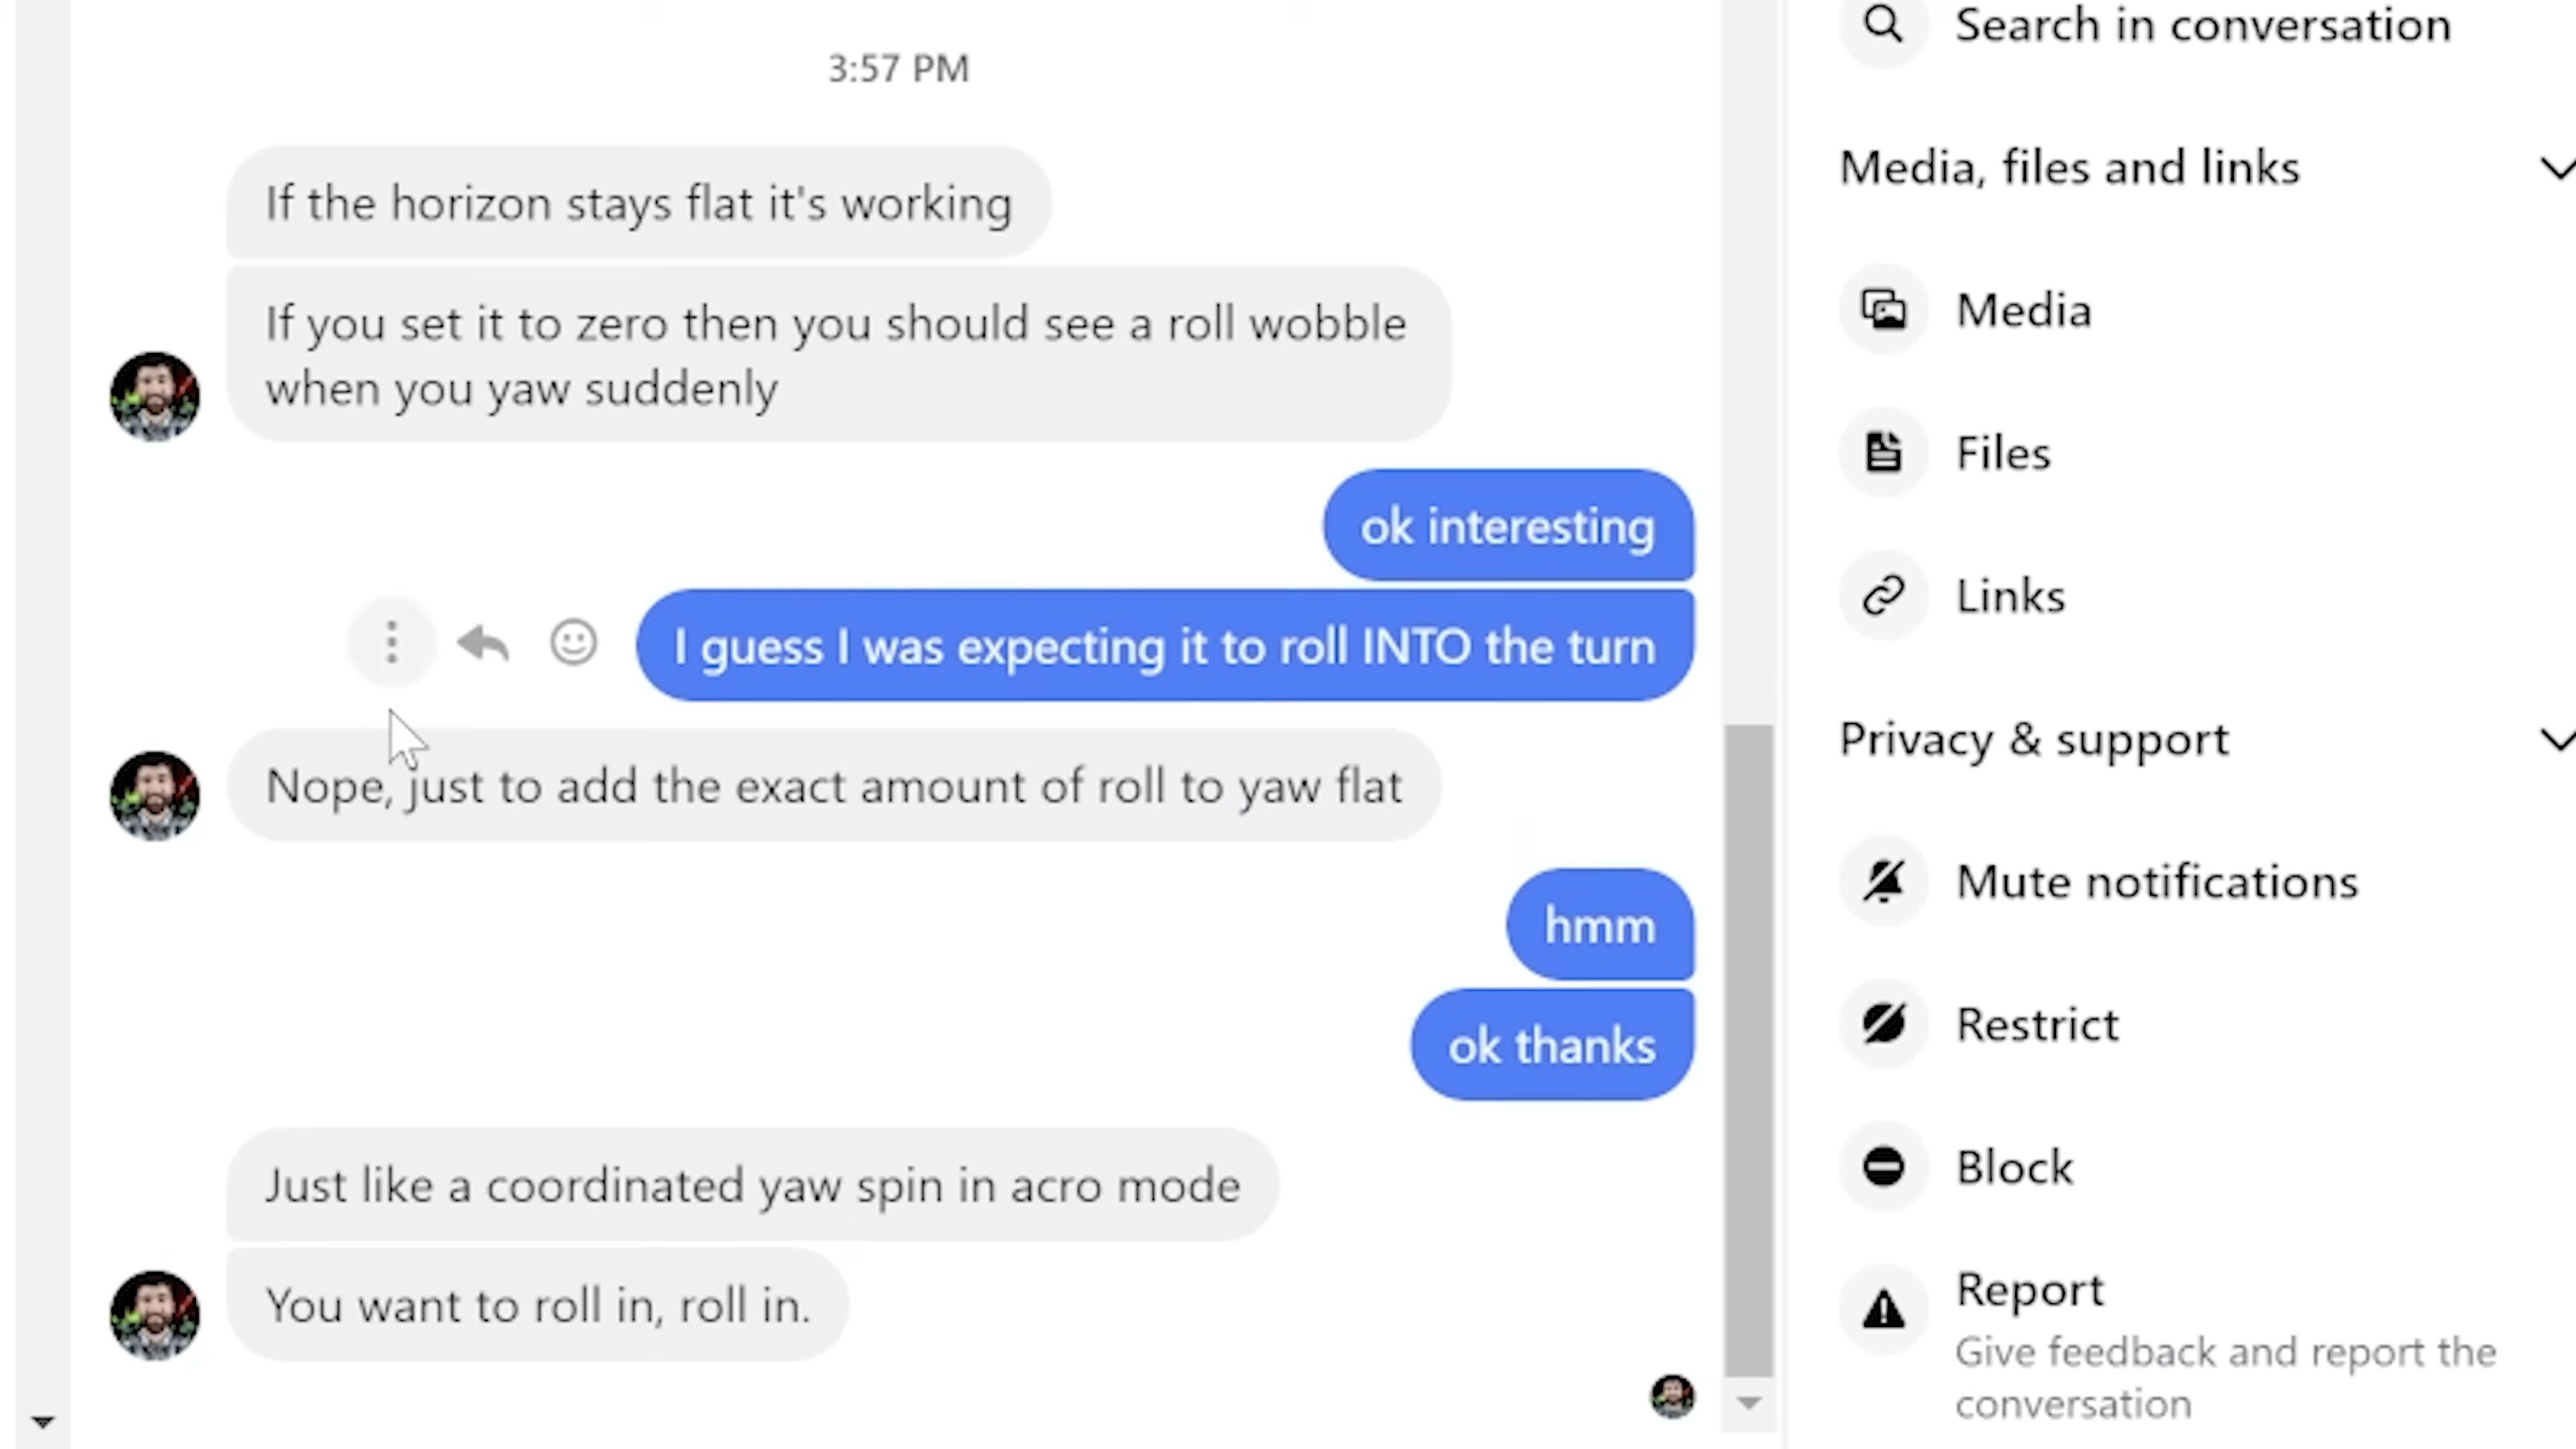 3:57 PM
If the horizon stays flat it's working
If you set it to zero then you should see a roll wobble
when you yaw suddenly
ok interesting
I guess I was expecting it to roll INTO the turn
Nope, just to add the exact amount of roll to yaw flat
hmm
ok thanks
Just like a coordinated yaw spin in acro mode
You want to roll in, roll in.
Search in conversation
Media, files and links
Media
Files
Links
Privacy & support
Mute notifications
Restrict
Block
Report
Give feedback and report the
conversation